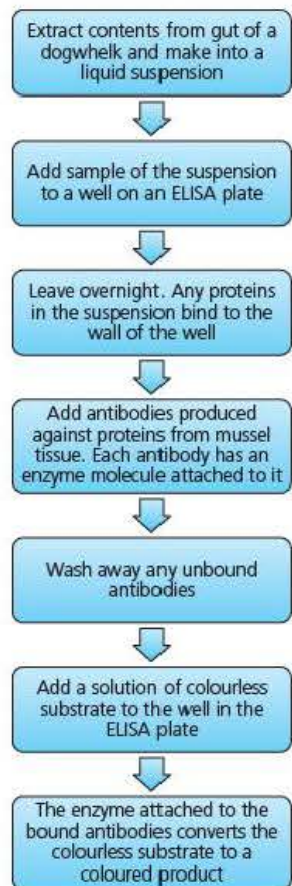 Extract contents from gut of a
dogwhelk and make into a
liquid suspension
Add sample of the suspension
to a well on an ELISA plate
Leave overnight. Any proteins
in the suspension bind to the
wall of the well
Add antibodies produced
against proteins from mussel
tissue. Each antibody has an
enzyme molecule attached to it
Wash away any unbound
antibodies
Add a solution of colourless
substrate to the well in the
ELISA plate
The enzyme attached to the
bound antibodies converts the
colourless substrate to a
coloured product